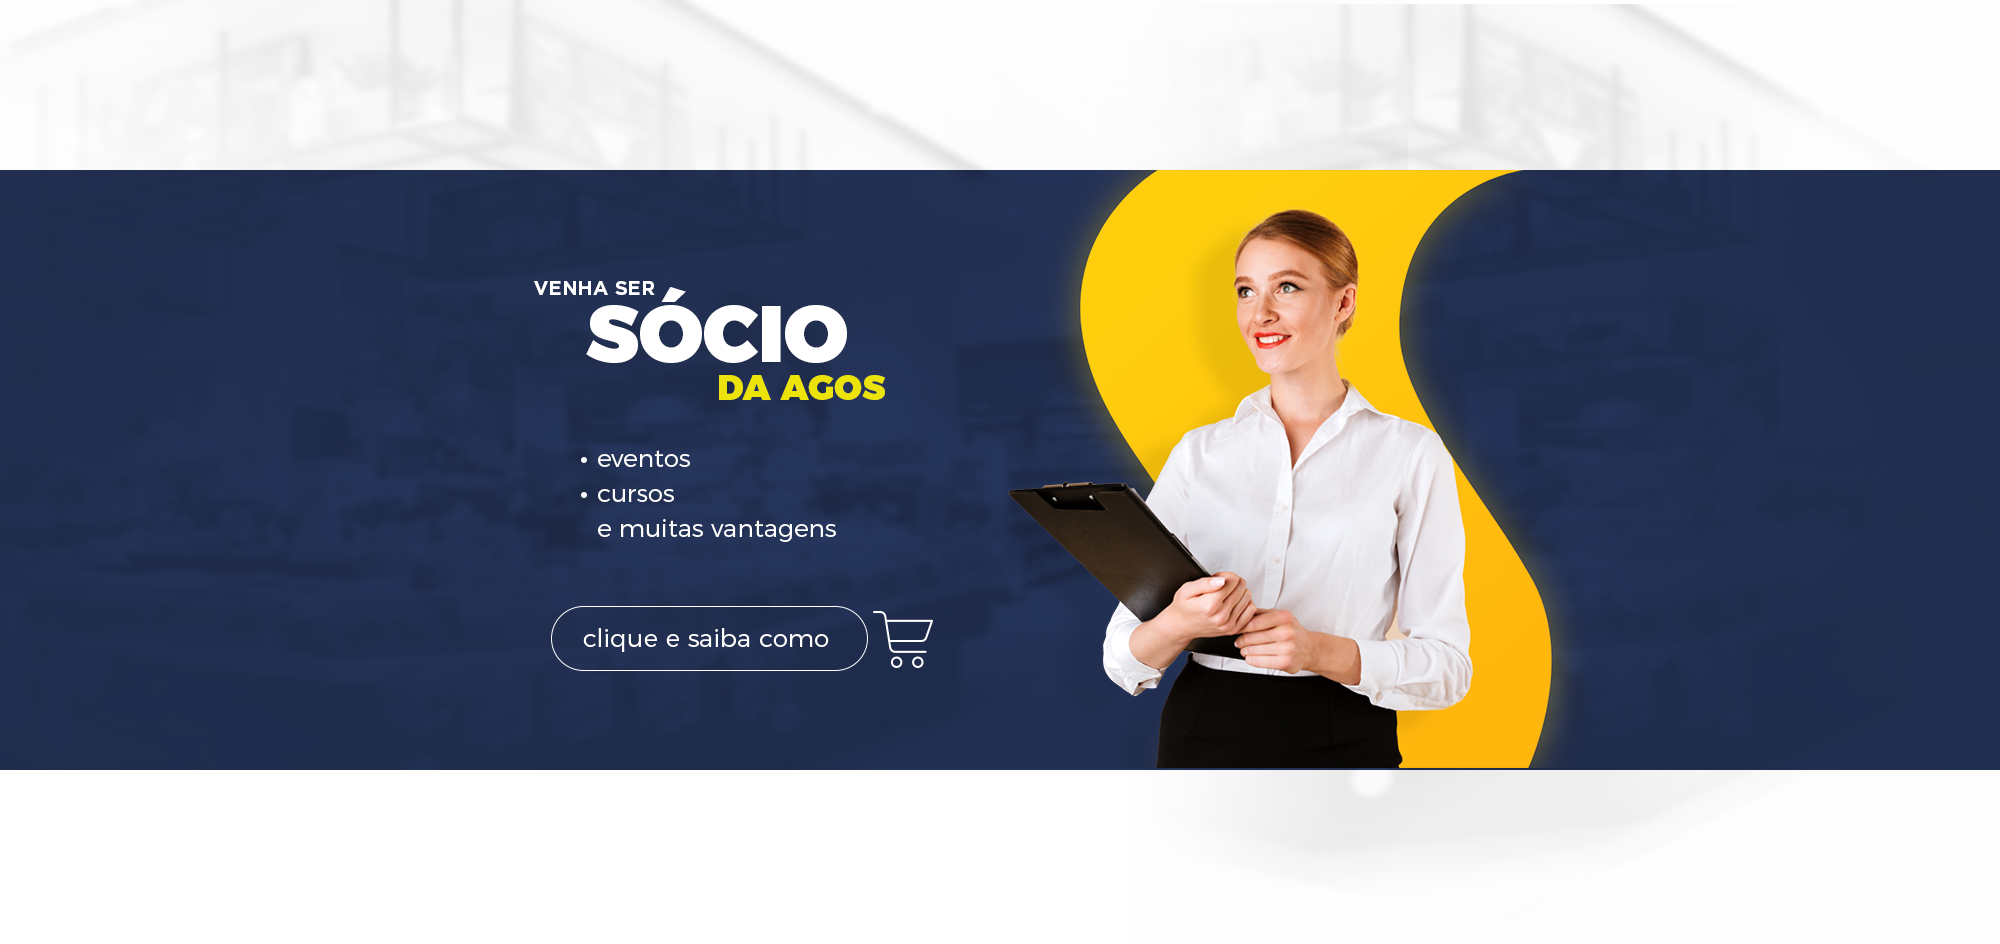 VENHA SER
SÓCIO
DA AGOS
• eventos
• cursos
e muitas vantagens
clique e saiba como